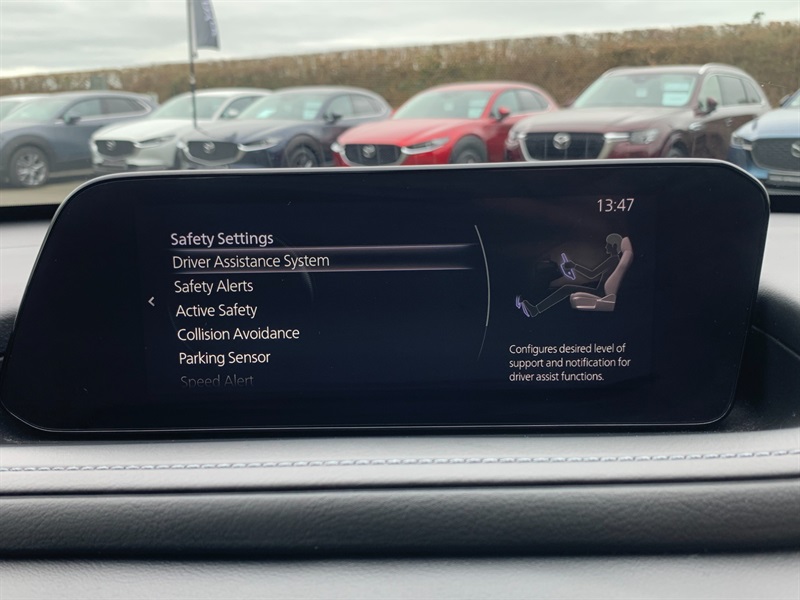 13:47
Safety Settings
Driver Assistance System
Safety Alerts
Active Safety
Collision Avoidance
Parking Sensor
Speed Alert
Configures desired level of
support and notification for
driver assist functions.